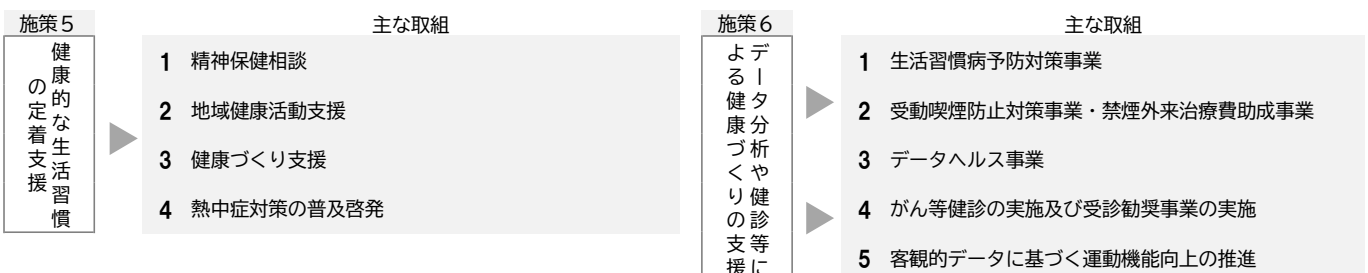 施策５
主な取組
健康的な生活習慣
の定着支援
1 精神保健相談
2 地域健康活動支援
3 健康づくり支援
4 熱中症対策の普及啓発
施策６
主な取組
データ分析や健診等に
よる健康づくりの支援
1 生活習慣病予防対策事業
2 受動喫煙防止対策事業・禁煙外来治療費助成事業
3 データヘルス事業
4 がん等健診の実施及び受診勧奨事業の実施
5 客観的データに基づく運動機能向上の推進